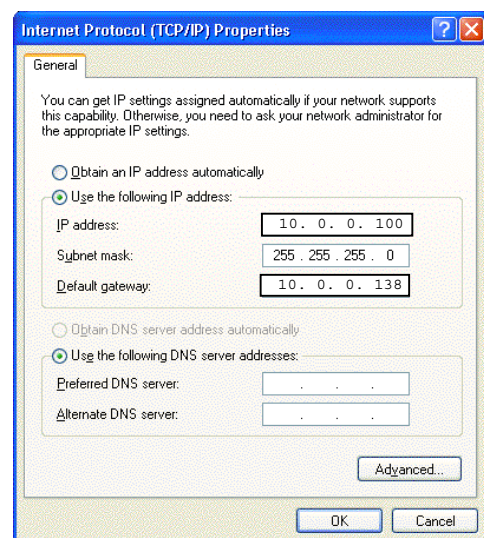 Internet Protocol (TCP/IP) Properties
General
You can get IP settings assigned automatically if your network supports
this capability. Otherwise, you need to ask your network administrator for
the appropriate IP settings.
Obtain an IP address automatically
Use the following IP address:
IP address: 10. 0. 0. 100
Subnet mask: 255 . 255 . 255 . 0
Default gateway: 10. 0. 0. 138
Obtain DNS server address automatically
Use the following DNS server addresses:
Preferred DNS server: . . .
Alternate DNS server: . . .
Advanced...
OK Cancel